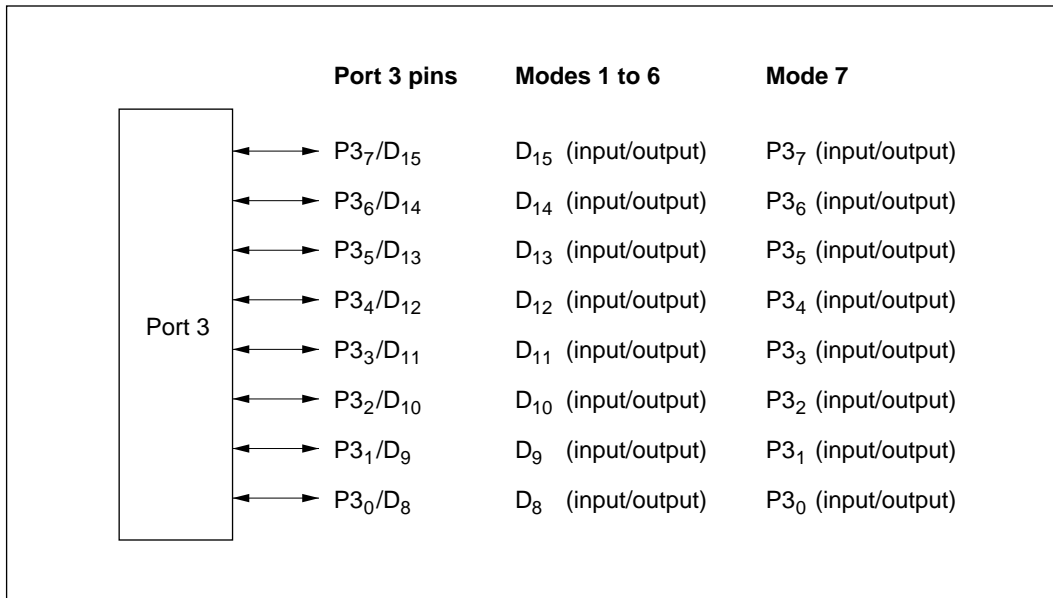 Port 3 pins Modes 1 to 6 Mode 7
P3₇/D₁₅ D₁₅ (input/output) P3₇ (input/output)
P3₆/D₁₄ D₁₄ (input/output) P3₆ (input/output)
P3₅/D₁₃ D₁₃ (input/output) P3₅ (input/output)
P3₄/D₁₂ D₁₂ (input/output) P3₄ (input/output)
Port 3
P3₃/D₁₁ D₁₁ (input/output) P3₃ (input/output)
P3₂/D₁₀ D₁₀ (input/output) P3₂ (input/output)
P3₁/D₉ D₉ (input/output) P3₁ (input/output)
P3₀/D₈ D₈ (input/output) P3₀ (input/output)